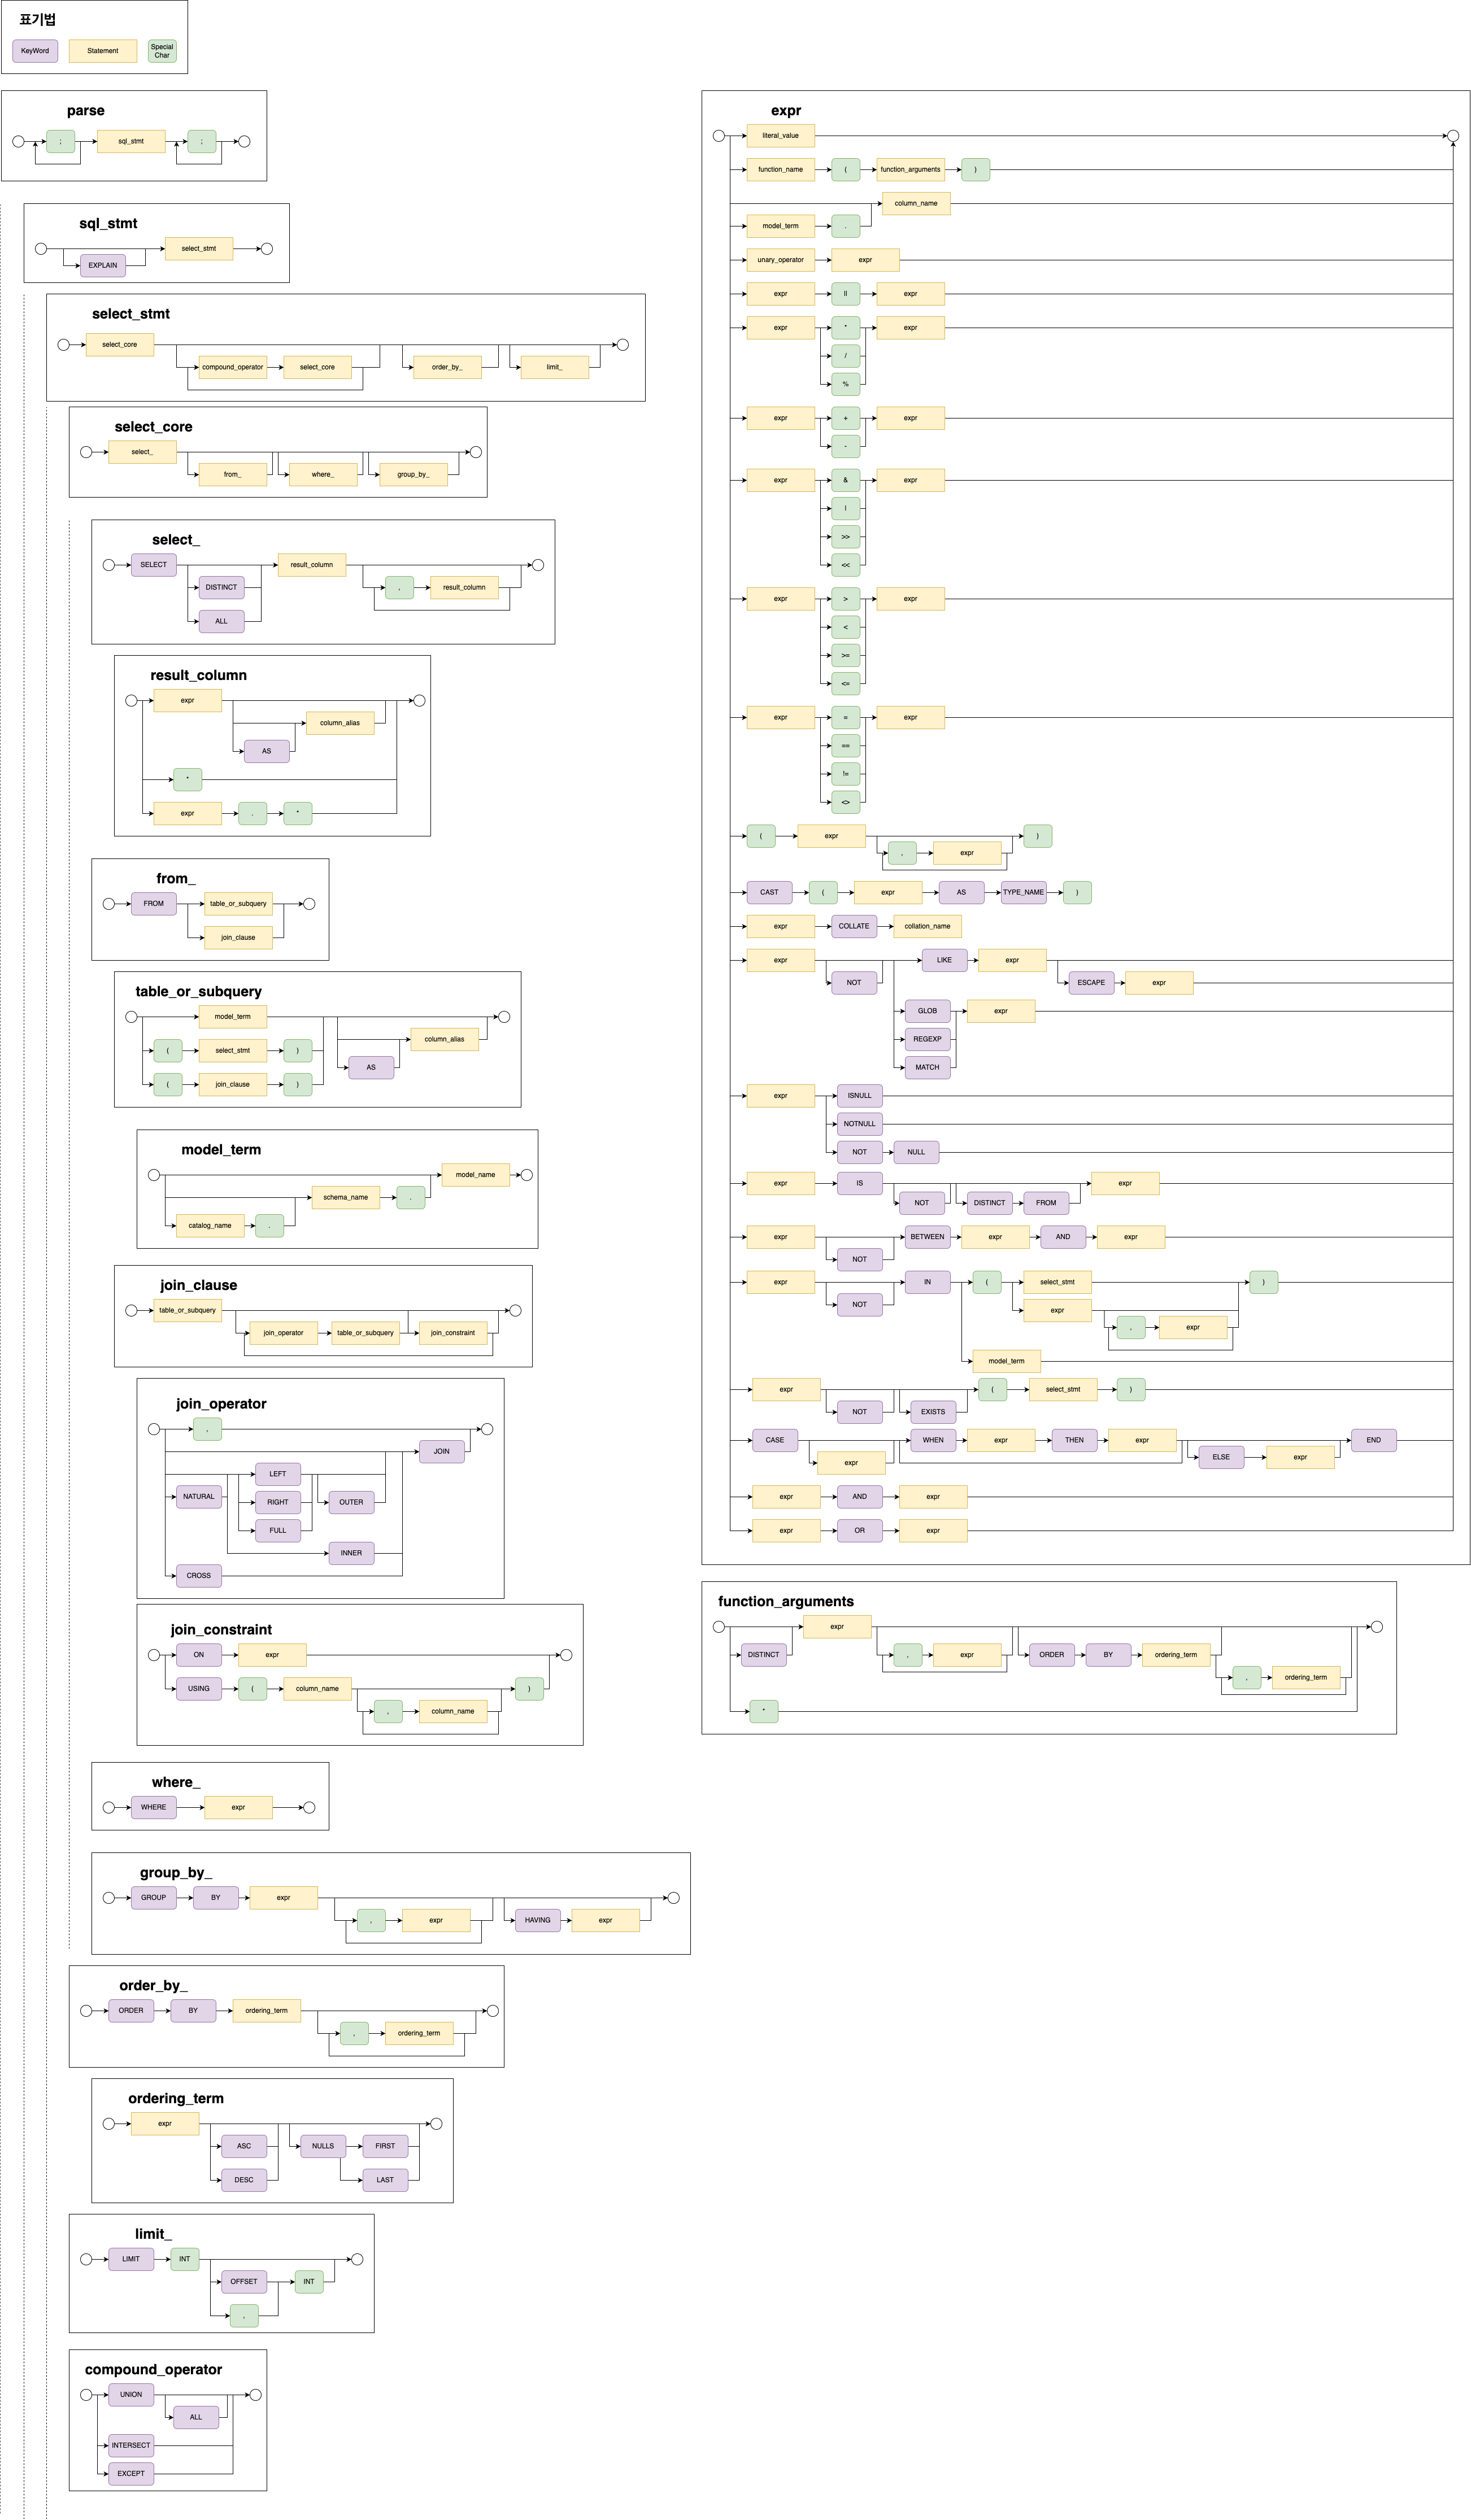 표기법
KeyWord Statement Special
Char
parse
; sql_stmt ;
sql_stmt
select_stmt
EXPLAIN
select_stmt
select_core
compound_operator select_core order_by_ limit_
select_core
select_
from_ where_ group_by_
select_
SELECT result_column
DISTINCT , result_column
ALL
result_column
expr
column_alias
AS
*
expr . *
from_
FROM table_or_subquery
join_clause
table_or_subquery
model_term
column_alias
( select_stmt )
AS
( join_clause )
model_term
model_name
schema_name .
catalog_name .
join_clause
table_or_subquery
join_operator table_or_subquery join_constraint
join_operator
,
JOIN
LEFT
NATURAL RIGHT OUTER
FULL
INNER
CROSS
join_constraint
ON expr
USING ( column_name )
, column_name
where_
WHERE expr
group_by_
GROUP BY expr
, expr HAVING expr
order_by_
ORDER BY ordering_term
, ordering_term
ordering_term
expr
ASC NULLS FIRST
DESC LAST
limit_
LIMIT INT
OFFSET INT
,
compound_operator
UNION
ALL
INTERSECT
EXCEPT
expr
literal_value
function_name ( function_arguments )
column_name
model_term .
unary_operator expr
expr || expr
expr * expr
/
%
expr + expr
-
expr & expr
|
>>
<<
expr > expr
<
>=
<=
expr = expr
==
!=
<>
( expr )
, expr
CAST ( expr AS TYPE_NAME )
expr COLLATE collation_name
expr LIKE expr
NOT ESCAPE expr
GLOB expr
REGEXP
MATCH
expr ISNULL
NOTNULL
NOT NULL
expr IS expr
NOT DISTINCT FROM
expr BETWEEN expr AND expr
NOT
expr IN ( select_stmt )
NOT expr
, expr
model_term
expr ( select_stmt )
NOT EXISTS
CASE WHEN expr THEN expr END
expr ELSE expr
expr AND expr
expr OR expr
function_arguments
expr
DISTINCT , expr ORDER BY ordering_term
, ordering_term
*